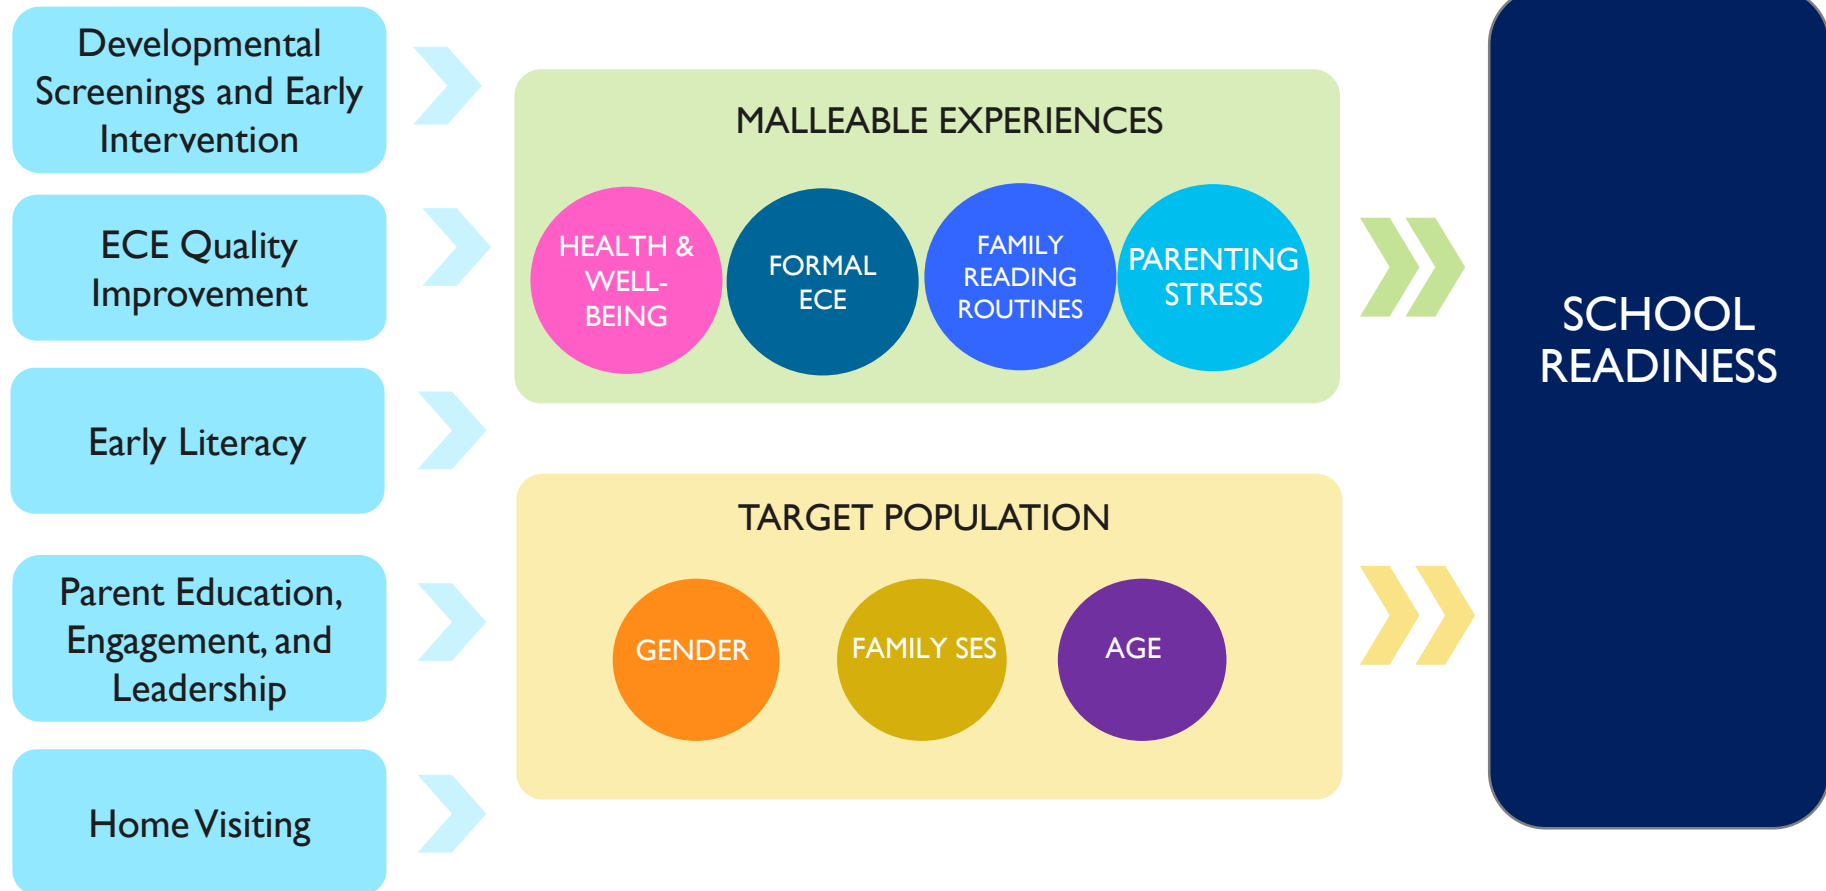 Developmental
Screenings and Early
Intervention
ECE Quality
Improvement
Early Literacy
Parent Education,
Engagement, and
Leadership
Home Visiting
MALLEABLE EXPERIENCES
HEALTH &
WELL-
BEING
FORMAL
ECE
FAMILY
READING
ROUTINES
PARENTING
STRESS
TARGET POPULATION
GENDER
FAMILY SES
AGE
SCHOOL
READINESS